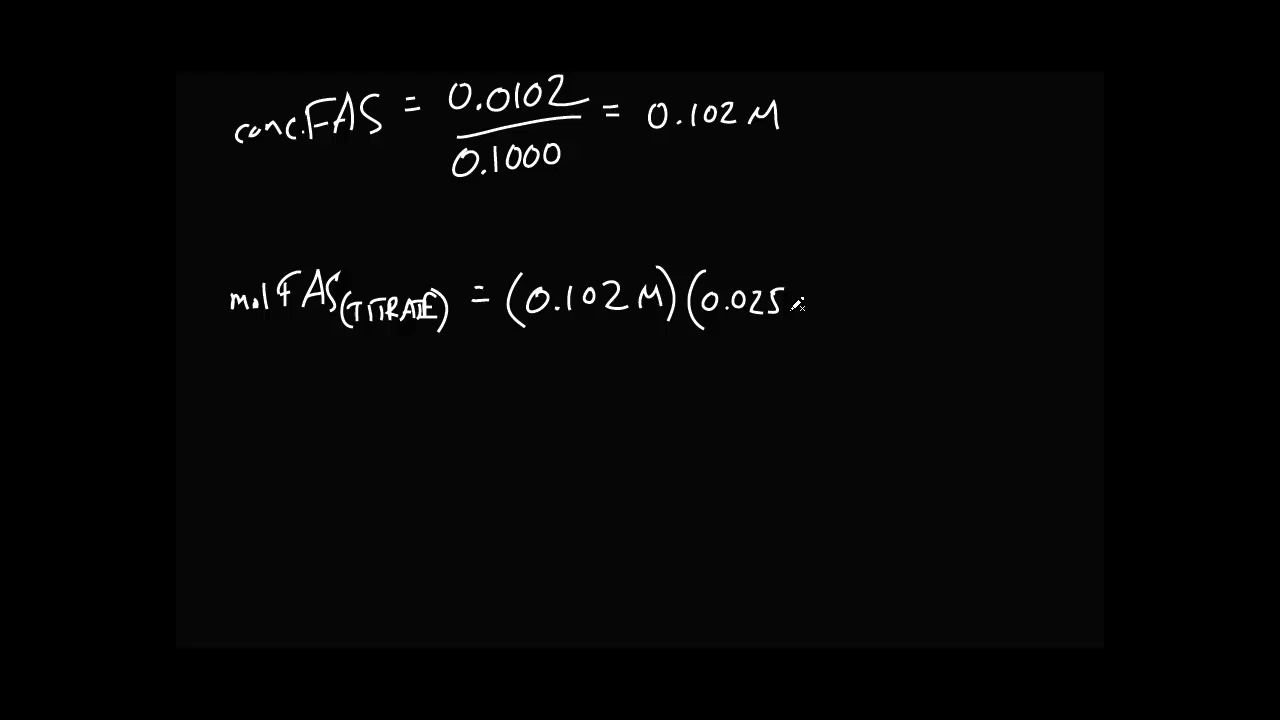 conc. FAS = 0.0102 / 0.1000 = 0.102 M
mol FAS (TITRATE) = (0.102 M) (0.025